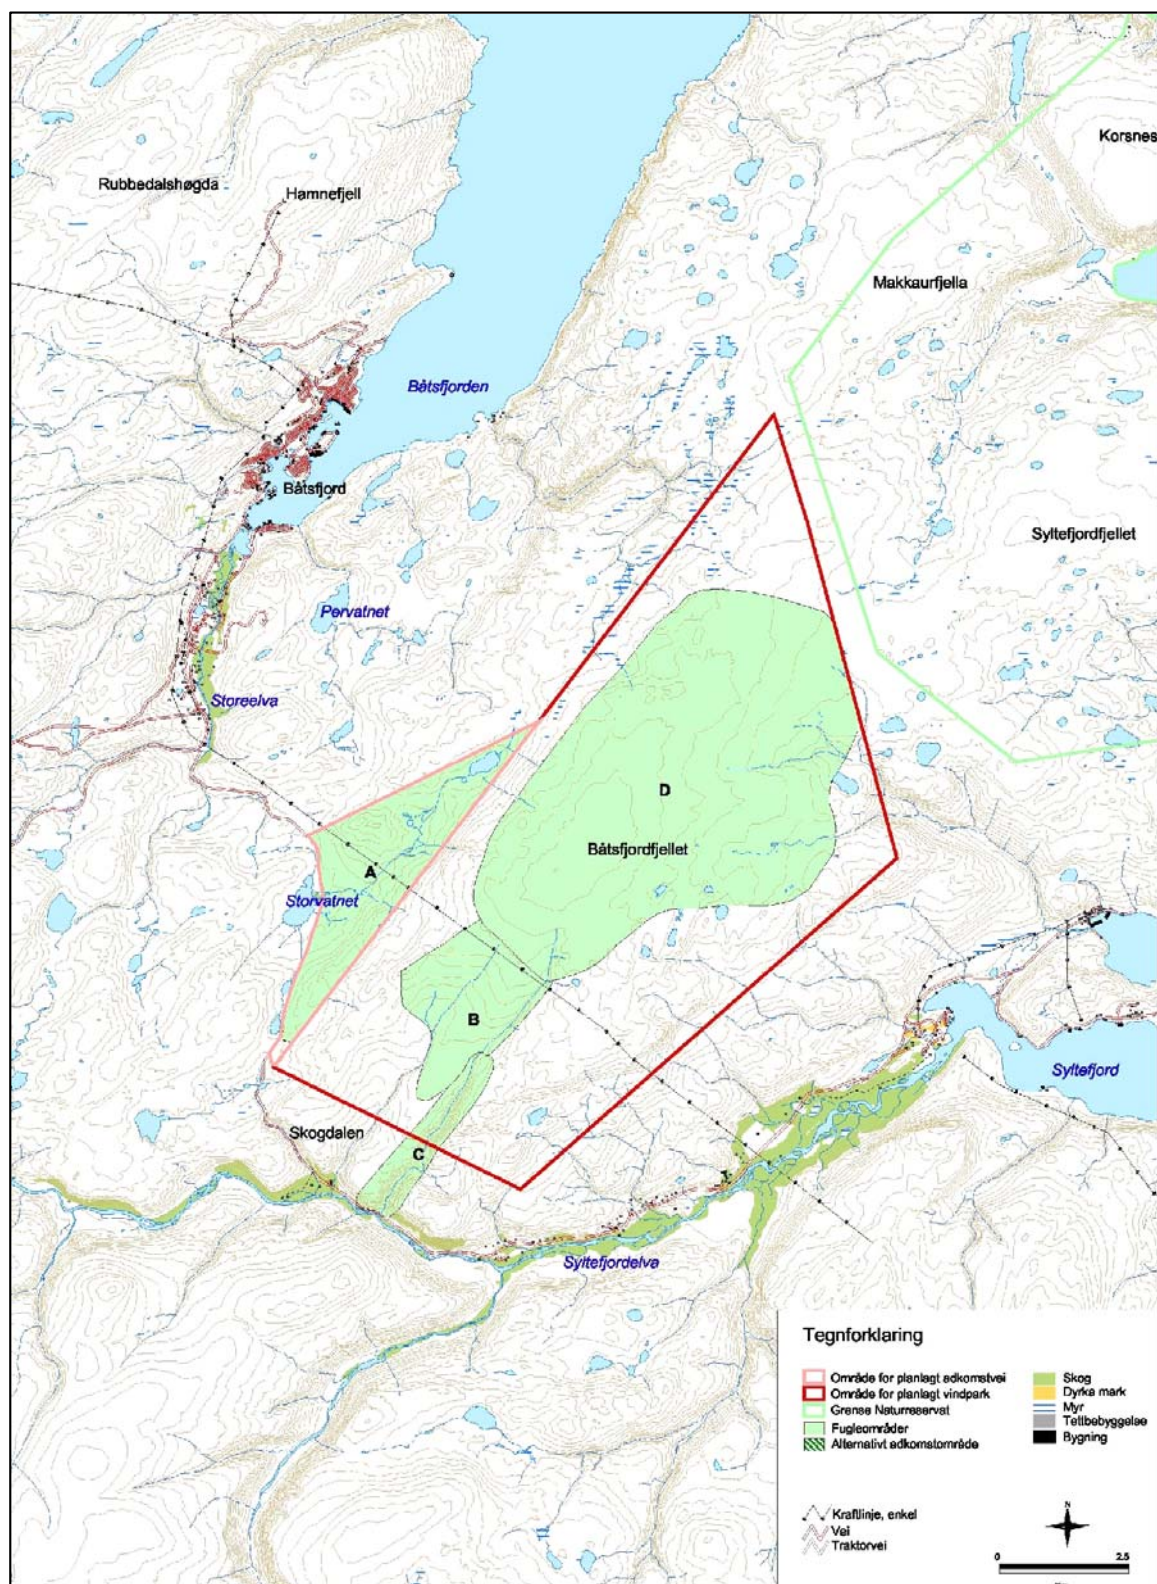 Korsnes
Rubbedalshøgda
Hamnefjell
Makkaurfjella
Båtsfjorden
Båtsfjord
Syltefjordfjellet
Pervatnet
Storeelva
D
Båtsfjordfjellet
A
Storvatnet
B
Syltefjord
Skogdalen
C
Syltefjordelva
Tegnforklaring
Område for planlagt adkomstvei
Område for planlagt vindpark
Grense Naturreservat
Fugleområder
Alternativt adkomstområde
Skog
Dyrka mark
Myr
Tettbebyggelse
Bygning
Kraftlinje, enkel
Vei
Traktorvei
N
0 2.5